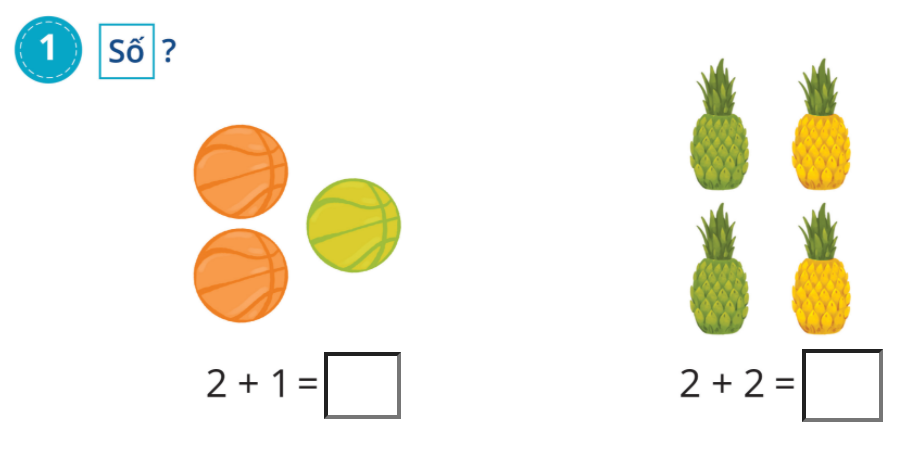 1 Số ?
2 + 1 = 2 + 2 =